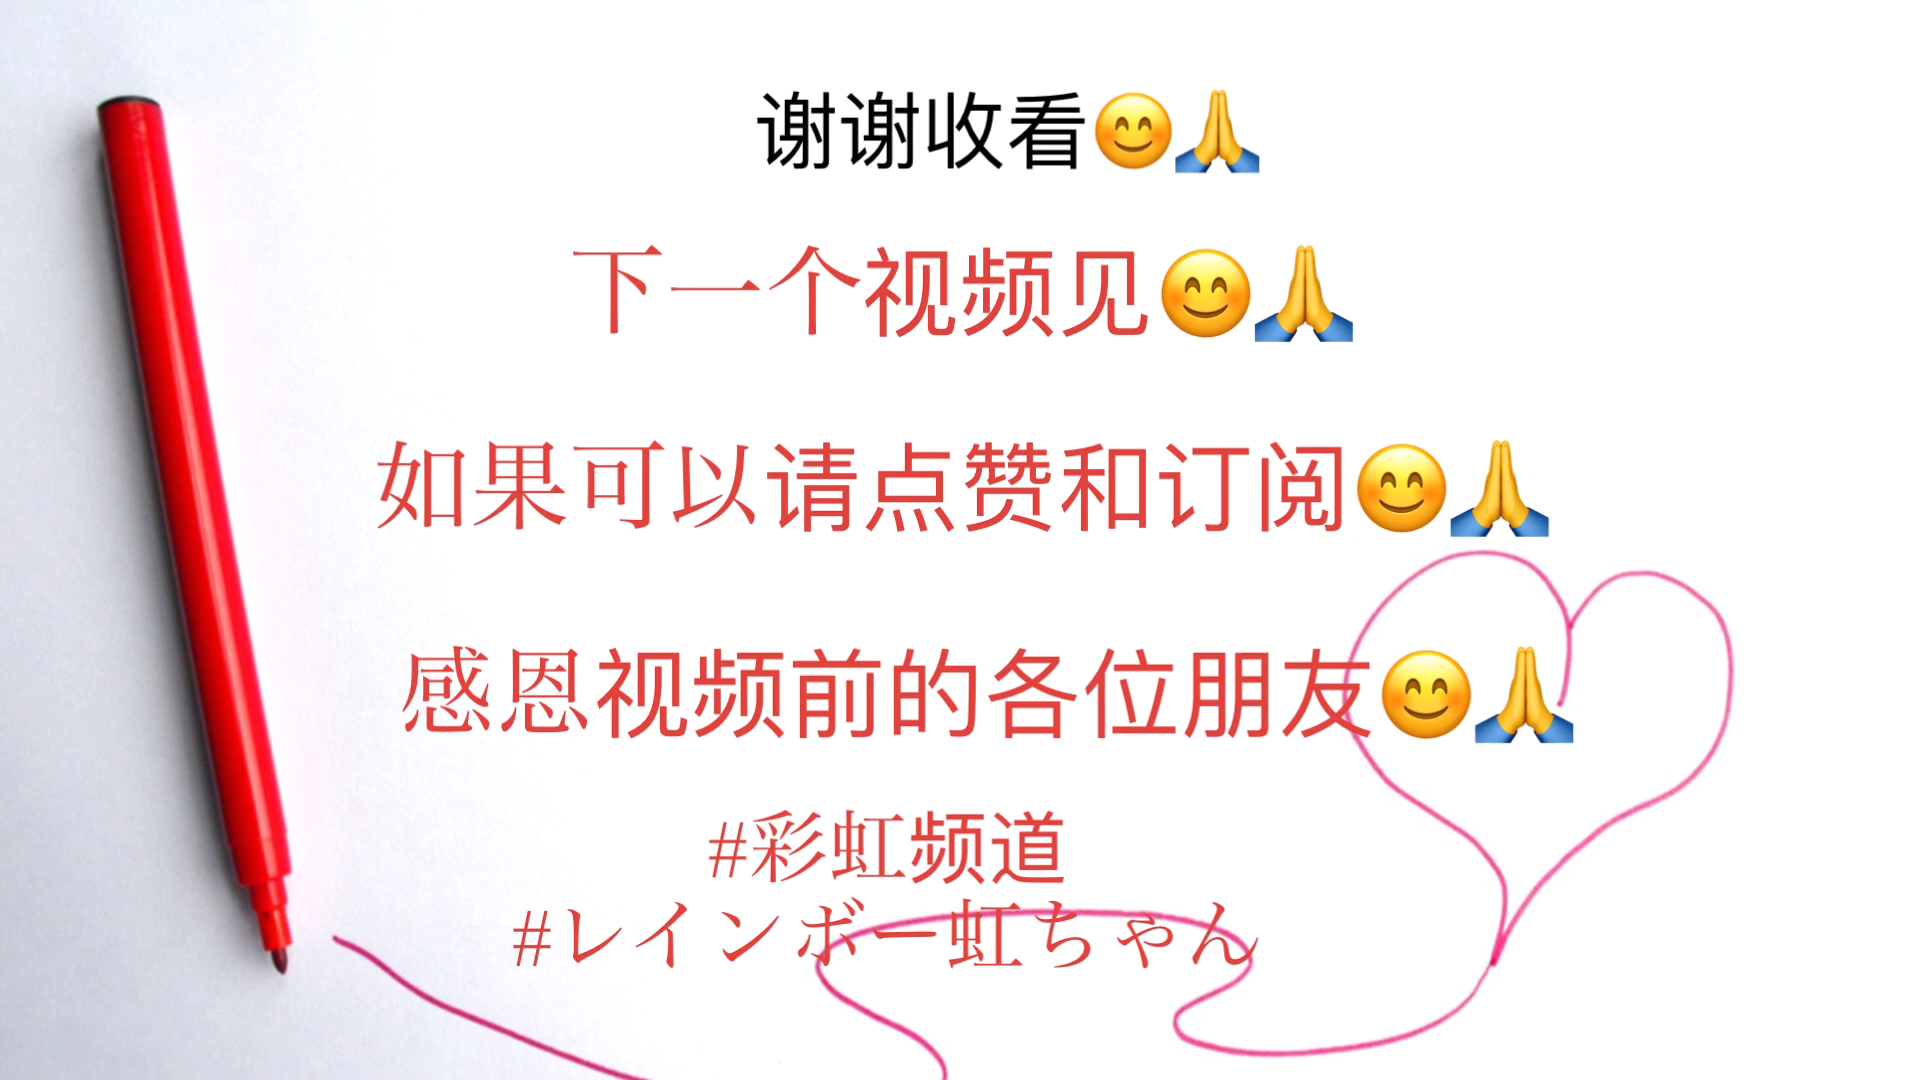 谢谢收看😊🙏
下一个视频见😊🙏
如果可以请点赞和订阅😊🙏
感恩视频前的各位朋友😊🙏
#彩虹频道
#レインボー虹ちゃん